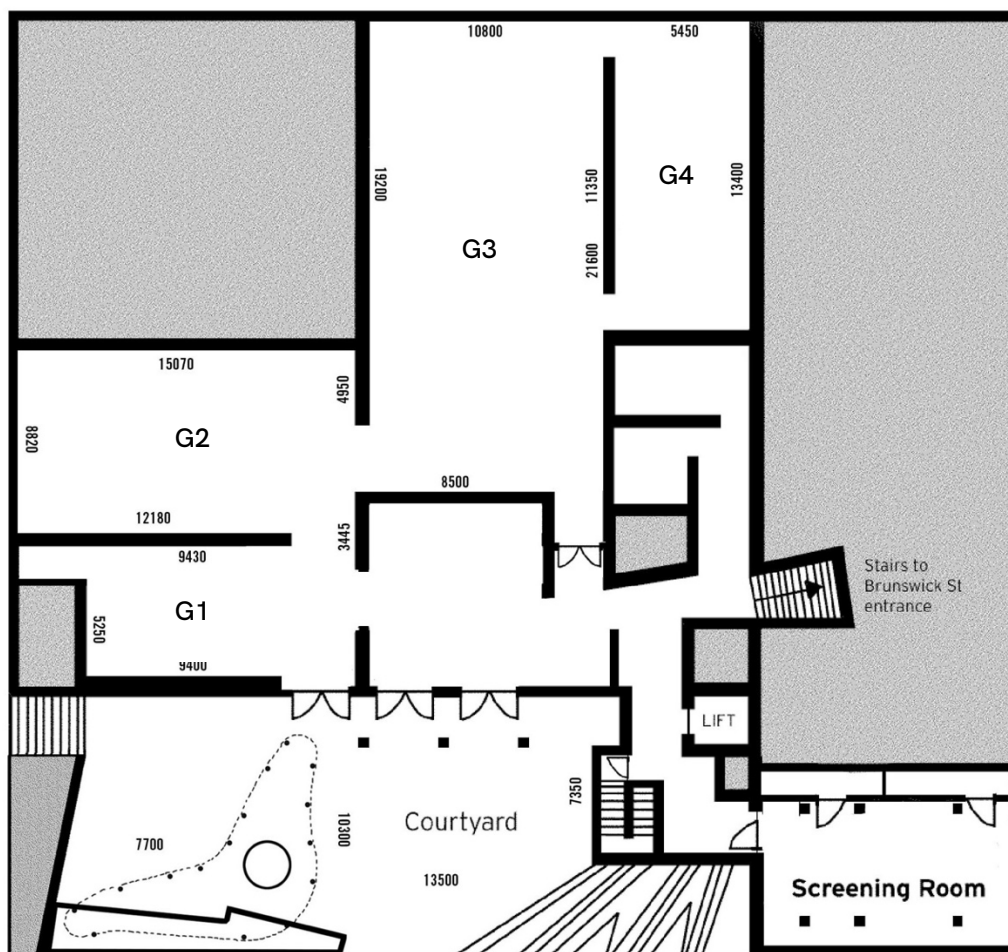 10800
5450
19200
11350
G4
13400
G3
21600
15070
4950
8820
G2
8500
12180
3445
9430
Stairs to
Brunswick St
entrance
G1
5250
9400
LIFT
7350
Courtyard
10300
7700
13500
Screening Room